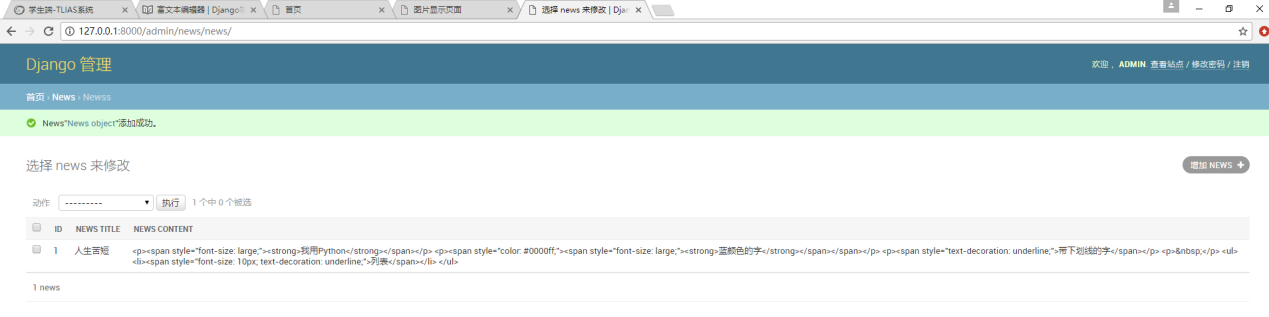 学生端-TLIAS系统 富文本编辑器 | Django 首页 图片显示页面 选择 news 来修改 | Djan
127.0.0.1:8000/admin/news/news/
Django 管理 欢迎， ADMIN. 查看站点 / 修改密码 / 注销
首页 › News › Newss
News"News object"添加成功。
选择 news 来修改 增加 NEWS +
动作 --------- 执行 1 个中 0 个被选
ID NEWS TITLE NEWS CONTENT
1 人生苦短 <p><span style="font-size: large;"><strong>我用Python</strong></span></p> <p><span style="color: #0000ff;"><span style="font-size: large;"><strong>蓝颜色的字</strong></span></span></p> <p><span style="text-decoration: underline;">带下划线的字</span></p> <p>&nbsp;</p> <ul>
<li><span style="font-size: 10px; text-decoration: underline;">列表</span></li> </ul>
1 news